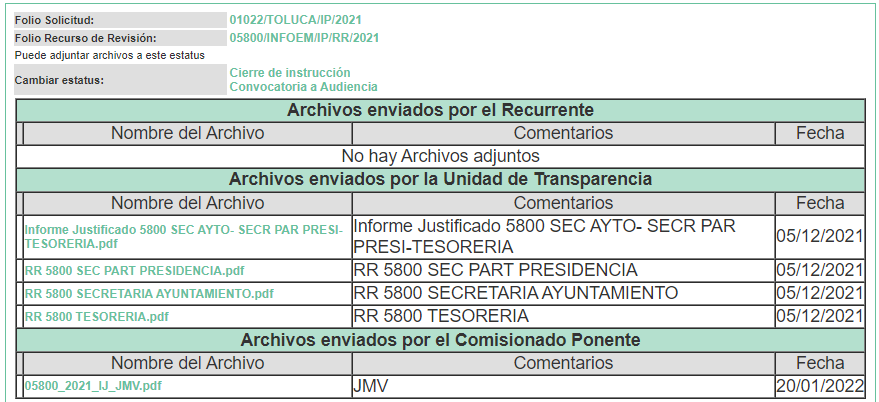 Folio Solicitud: 01022/TOLUCA/IP/2021
Folio Recurso de Revisión: 05800/INFOEM/IP/RR/2021
Puede adjuntar archivos a este estatus
Cambiar estatus: Cierre de instrucción
Convocatoria a Audiencia
Archivos enviados por el Recurrente
Nombre del Archivo Comentarios Fecha
No hay Archivos adjuntos
Archivos enviados por la Unidad de Transparencia
Nombre del Archivo Comentarios Fecha
Informe Justificado 5800 SEC AYTO- SECR PAR PRESI-
TESORERIA.pdf
Informe Justificado 5800 SEC AYTO- SECR PAR
PRESI-TESORERIA
05/12/2021
RR 5800 SEC PART PRESIDENCIA.pdf RR 5800 SEC PART PRESIDENCIA 05/12/2021
RR 5800 SECRETARIA AYUNTAMIENTO.pdf RR 5800 SECRETARIA AYUNTAMIENTO 05/12/2021
RR 5800 TESORERIA.pdf RR 5800 TESORERIA 05/12/2021
Archivos enviados por el Comisionado Ponente
Nombre del Archivo Comentarios Fecha
05800_2021_IJ_JMV.pdf JMV 20/01/2022